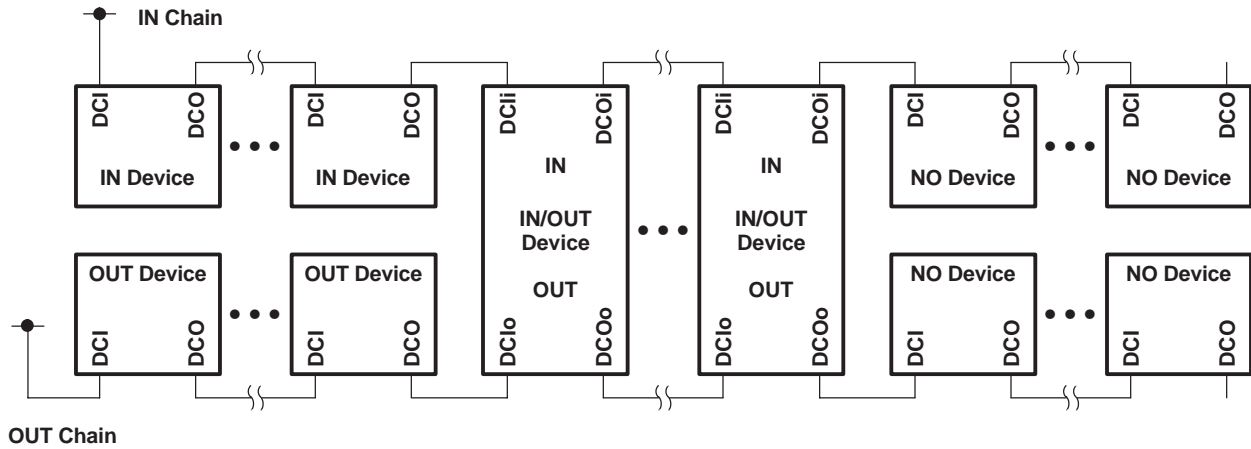 IN Chain
DCI
DCO
DCI
DCO
DCIi
DCOi
DCIi
DCOi
DCI
DCO
DCI
DCO
IN Device
IN Device
IN
IN
NO Device
NO Device
IN/OUT
Device
IN/OUT
Device
OUT Device
OUT Device
OUT
OUT
NO Device
NO Device
DCI
DCO
DCI
DCO
DCIo
DCOo
DCIo
DCOo
DCI
DCO
DCI
DCO
OUT Chain